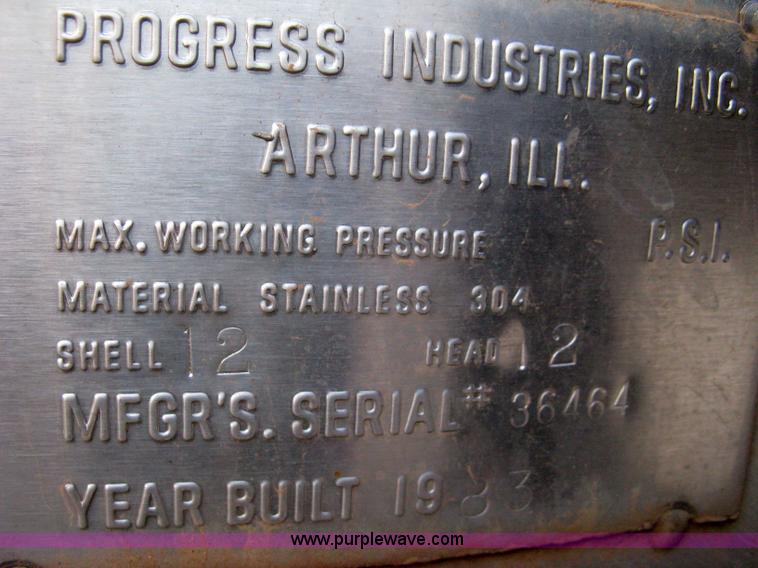 PROGRESS INDUSTRIES, INC.
ARTHUR, ILL.
MAX. WORKING PRESSURE P.S.I.
MATERIAL STAINLESS 304
SHELL 12 HEAD 12
MFGR'S. SERIAL# 36464
YEAR BUILT 1983
www.purplewave.com